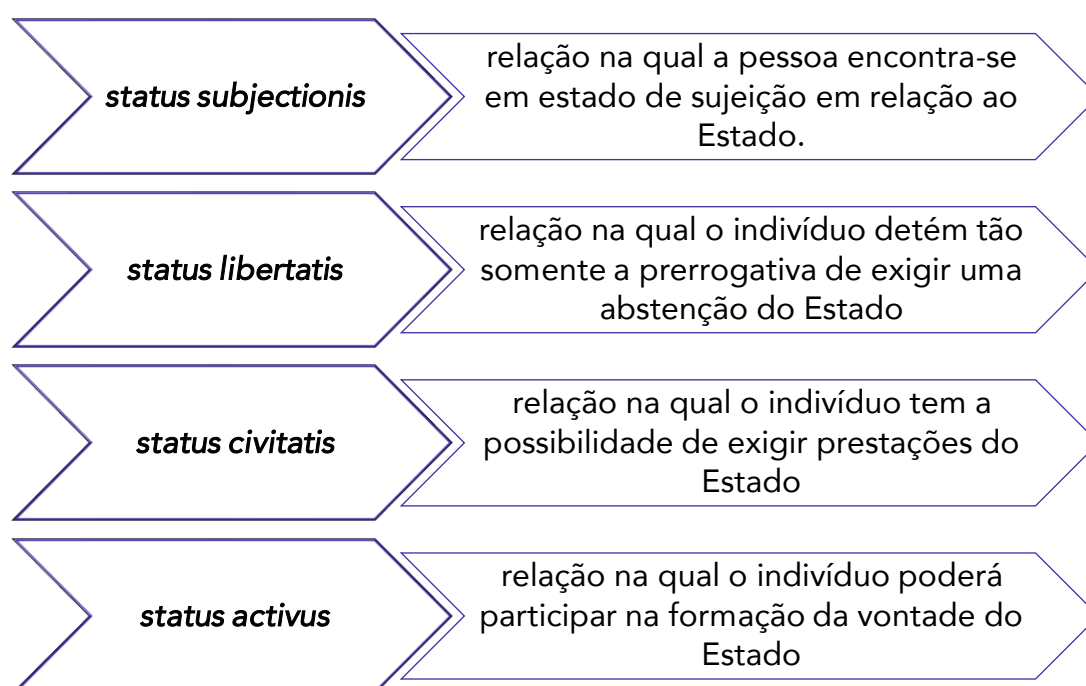 status subjectionis
relação na qual a pessoa encontra-se
em estado de sujeição em relação ao
Estado.
status libertatis
relação na qual o indivíduo detém tão
somente a prerrogativa de exigir uma
abstenção do Estado
status civitatis
relação na qual o indivíduo tem a
possibilidade de exigir prestações do
Estado
status activus
relação na qual o indivíduo poderá
participar na formação da vontade do
Estado